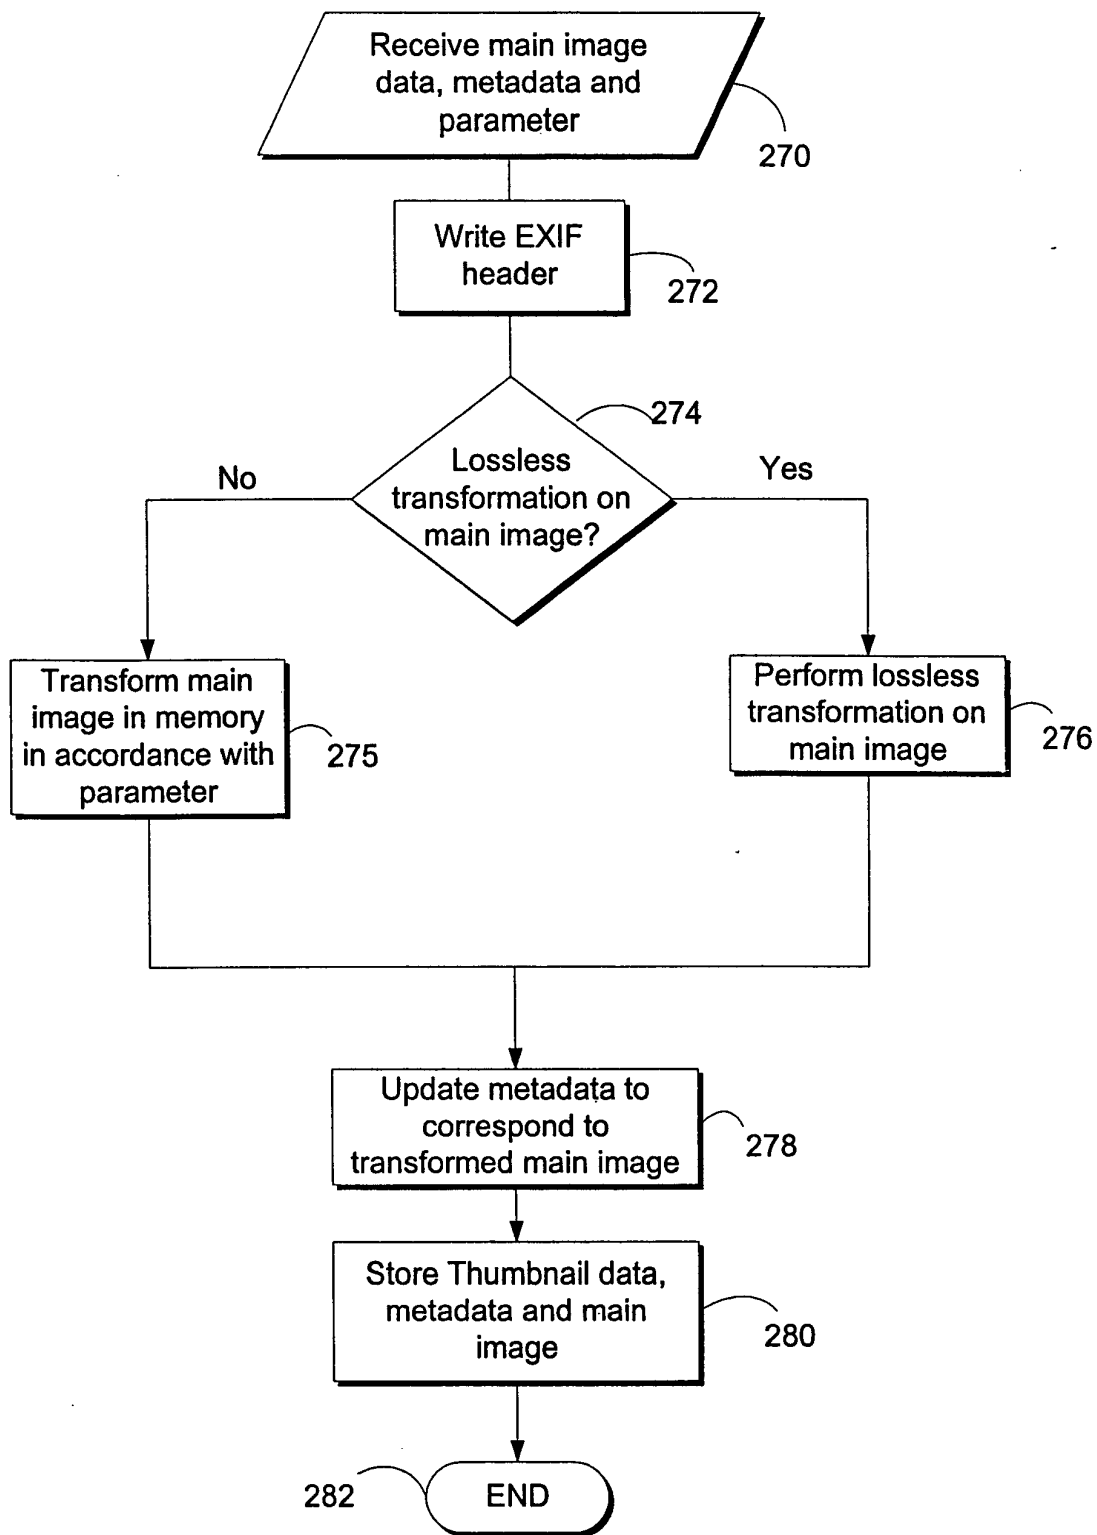 Receive main image
data, metadata and
parameter
270
Write EXIF
header
272
274
Lossless
transformation on
main image?
No
Yes
Transform main
image in memory
in accordance with
parameter
275
Perform lossless
transformation on
main image
276
Update metadata to
correspond to
transformed main image
278
Store Thumbnail data,
metadata and main
image
280
282
END